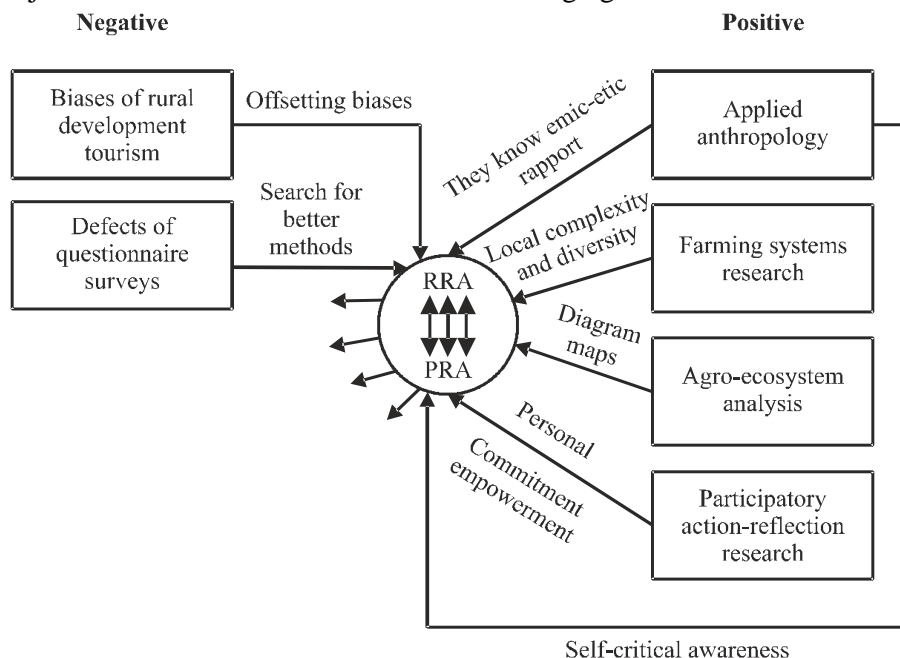 Negative
Positive
Biases of rural
development
tourism
Offsetting biases
They know emic-etic
rapport
Applied
anthropology
Defects of
questionnaire
surveys
Search for
better
methods
Local complexity
and diversity
Farming systems
research
RRA
PRA
Diagram
maps
Agro-ecosystem
analysis
Personal
Commitment
empowerment
Participatory
action-reflection
research
Self-critical awareness